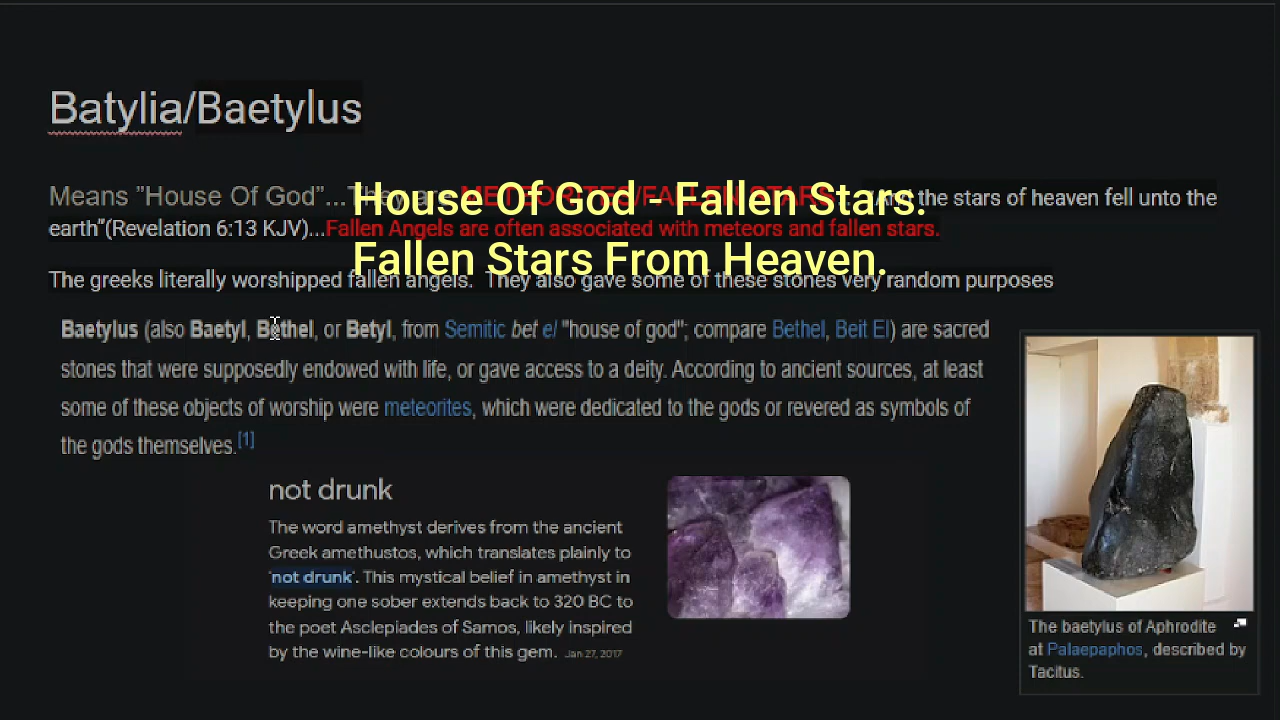 Batylia/Baetylus
Means "House Of God"... They are METEORITES/FALLEN STARS... "And the stars of heaven fell unto the
House Of God - Fallen Stars.
earth"(Revelation 6:13 KJV)...Fallen Angels are often associated with meteors and fallen stars.
Fallen Stars From Heaven.
The greeks literally worshipped fallen angels. They also gave some of these stones very random purposes
Baetylus (also Baetyl, Bethel, or Betyl, from Semitic bet el "house of god"; compare Bethel, Beit El) are sacred
stones that were supposedly endowed with life, or gave access to a deity. According to ancient sources, at least
some of these objects of worship were meteorites, which were dedicated to the gods or revered as symbols of
the gods themselves.[1]
not drunk
The word amethyst derives from the ancient
Greek amethustos, which translates plainly to
'not drunk'. This mystical belief in amethyst in
keeping one sober extends back to 320 BC to
the poet Asclepiades of Samos, likely inspired
by the wine-like colours of this gem. Jan 27, 2017
The baetylus of Aphrodite
at Palaepaphos, described by
Tacitus.